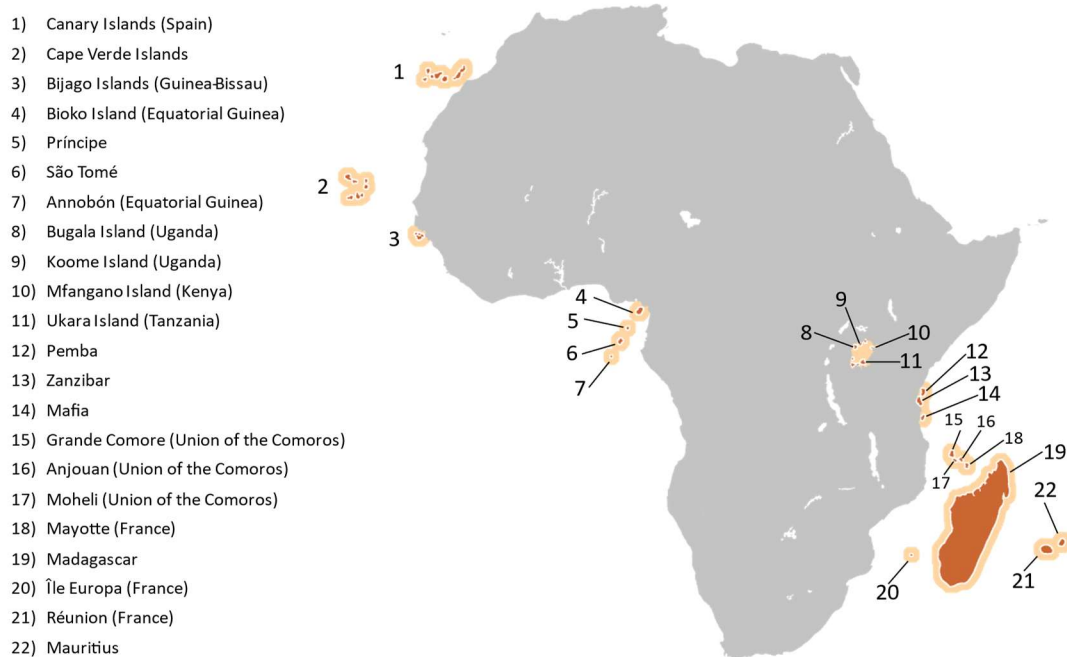 1) Canary Islands (Spain)
2) Cape Verde Islands
3) Bijago Islands (Guinea-Bissau)
4) Bioko Island (Equatorial Guinea)
5) Príncipe
6) São Tomé
7) Annobón (Equatorial Guinea)
8) Bugala Island (Uganda)
9) Koome Island (Uganda)
10) Mfangano Island (Kenya)
11) Ukara Island (Tanzania)
12) Pemba
13) Zanzibar
14) Mafia
15) Grande Comore (Union of the Comoros)
16) Anjouan (Union of the Comoros)
17) Moheli (Union of the Comoros)
18) Mayotte (France)
19) Madagascar
20) Île Europa (France)
21) Réunion (France)
22) Mauritius
1
2
3
4
5
6
7
8
9
10
11
12
13
14
15
16
17
18
19
20
21
22